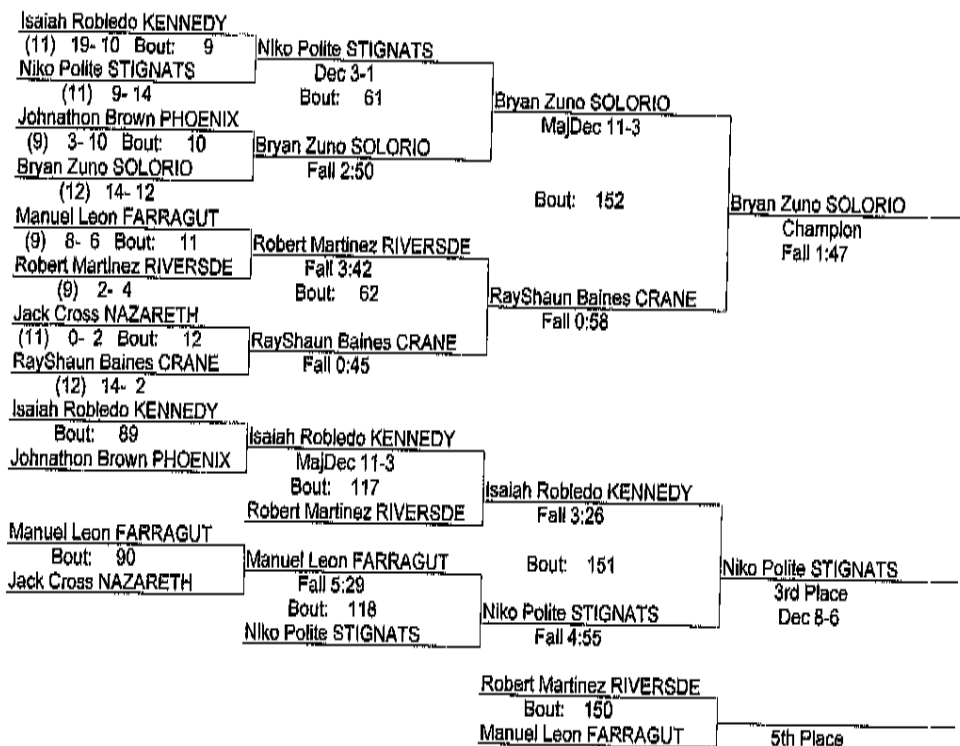 Isaiah Robledo KENNEDY
(11) 19- 10 Bout: 9
Niko Polite STIGNATS
(11) 9- 14
Johnathon Brown PHOENIX
(9) 3- 10 Bout: 10
Bryan Zuno SOLORIO
(12) 14- 12
Manuel Leon FARRAGUT
(9) 8- 6 Bout: 11
Robert Martinez RIVERSDE
(9) 2- 4
Jack Cross NAZARETH
(11) 0- 2 Bout: 12
RayShaun Baines CRANE
(12) 14- 2
Niko Polite STIGNATS
Dec 3-1
Bout: 61
Bryan Zuno SOLORIO
Fall 2:50
Robert Martinez RIVERSDE
Fall 3:42
Bout: 62
RayShaun Baines CRANE
Fall 0:45
Bryan Zuno SOLORIO
MajDec 11-3
Bout: 152
RayShaun Baines CRANE
Fall 0:58
Bryan Zuno SOLORIO
Champion
Fall 1:47
Isaiah Robledo KENNEDY
Bout: 89
Johnathon Brown PHOENIX
Manuel Leon FARRAGUT
Bout: 90
Jack Cross NAZARETH
Isaiah Robledo KENNEDY
MajDec 11-3
Bout: 117
Robert Martinez RIVERSDE
Manuel Leon FARRAGUT
Fall 5:29
Bout: 118
Niko Polite STIGNATS
Isaiah Robledo KENNEDY
Fall 3:26
Bout: 151
Niko Polite STIGNATS
Fall 4:55
Niko Polite STIGNATS
3rd Place
Dec 8-6
Robert Martinez RIVERSDE
Bout: 150
Manuel Leon FARRAGUT
5th Place